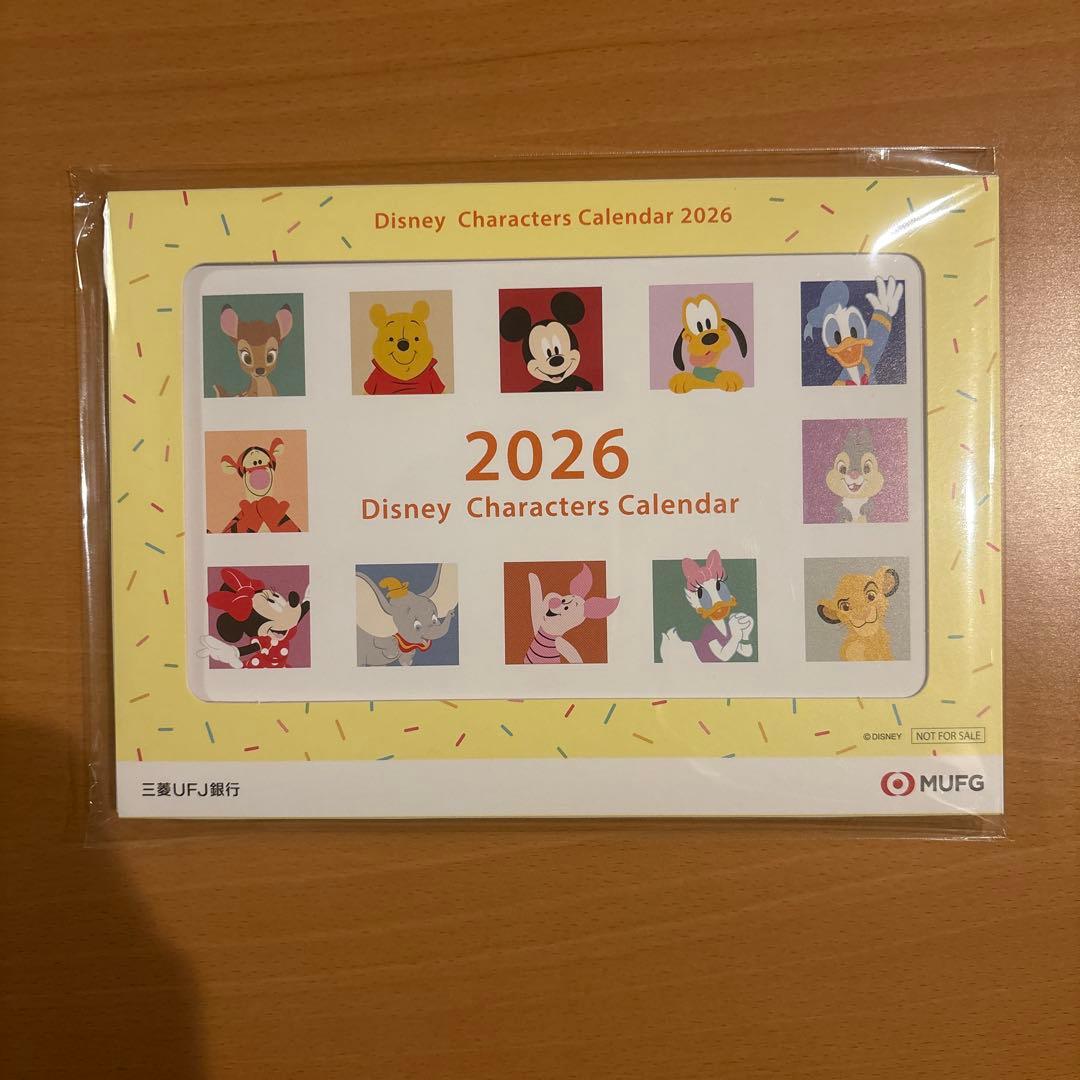 Disney Characters Calendar 2026
2026
Disney Characters Calendar
©DISNEY NOT FOR SALE
三菱UFJ銀行
MUFG